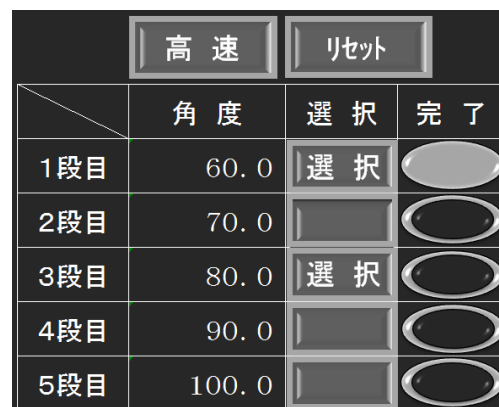 高 速 リセット
角 度 選 択 完 了
1段目 60.0 選 択
2段目 70.0
3段目 80.0 選 択
4段目 90.0
5段目 100.0